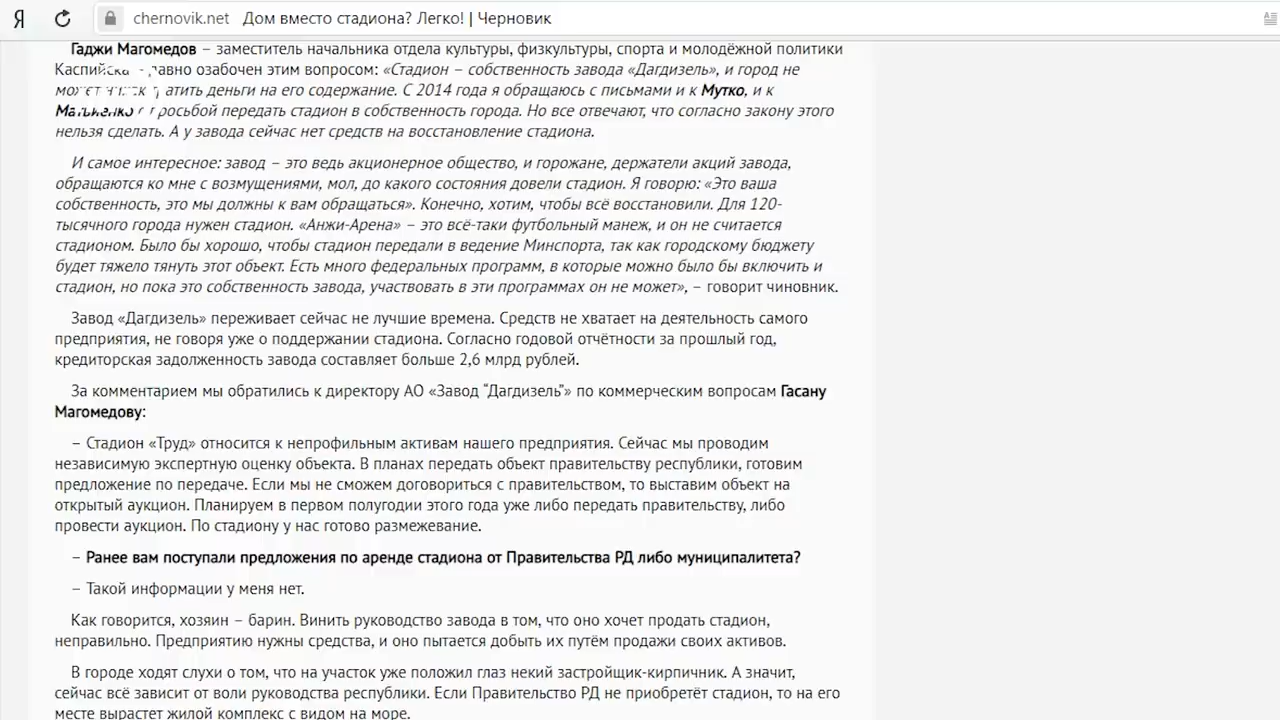 Я chernovik.net Дом вместо стадиона? Легко! | Черновик
Гаджи Магомедов – заместитель начальника отдела культуры, физкультуры, спорта и молодёжной политики
Каспийска – давно озабочен этим вопросом: «Стадион – собственность завода «Дагдизель», и город не
может тратить деньги на его содержание. С 2014 года я обращаюсь с письмами и к Мутко, и к
с просьбой передать стадион в собственность города. Но все отвечают, что согласно закону этого
нельзя сделать. А у завода сейчас нет средств на восстановление стадиона.
И самое интересное: завод – это ведь акционерное общество, и горожане, держатели акций завода,
обращаются ко мне с возмущениями, мол, до какого состояния довели стадион. Я говорю: «Это ваша
собственность, это мы должны к вам обращаться». Конечно, хотим, чтобы всё восстановили. Для 120-
тысячного города нужен стадион. «Анжи-Арена» – это всё-таки футбольный манеж, и он не считается
стадионом. Было бы хорошо, чтобы стадион передали в ведение Минспорта, так как городскому бюджету
будет тяжело тянуть этот объект. Есть много федеральных программ, в которые можно было бы включить и
стадион, но пока это собственность завода, участвовать в эти программах он не может», – говорит чиновник.
Завод «Дагдизель» переживает сейчас не лучшие времена. Средств не хватает на деятельность самого
предприятия, не говоря уже о поддержании стадиона. Согласно годовой отчётности за прошлый год,
кредиторская задолженность завода составляет больше 2,6 млрд рублей.
За комментарием мы обратились к директору АО «Завод “Дагдизель”» по коммерческим вопросам Гасану
Магомедову:
– Стадион «Труд» относится к непрофильным активам нашего предприятия. Сейчас мы проводим
независимую экспертную оценку объекта. В планах передать объект правительству республики, готовим
предложение по передаче. Если мы не сможем договориться с правительством, то выставим объект на
открытый аукцион. Планируем в первом полугодии этого года уже либо передать правительству, либо
провести аукцион. По стадиону у нас готово размежевание.
– Ранее вам поступали предложения по аренде стадиона от Правительства РД либо муниципалитета?
– Такой информации у меня нет.
Как говорится, хозяин – барин. Винить руководство завода в том, что оно хочет продать стадион,
неправильно. Предприятию нужны средства, и оно пытается добыть их путём продажи своих активов.
В городе ходят слухи о том, что на участок уже положил глаз некий застройщик-кирпичник. А значит,
сейчас всё зависит от воли руководства республики. Если Правительство РД не приобретёт стадион, то на его
месте вырастет жилой комплекс с видом на море.